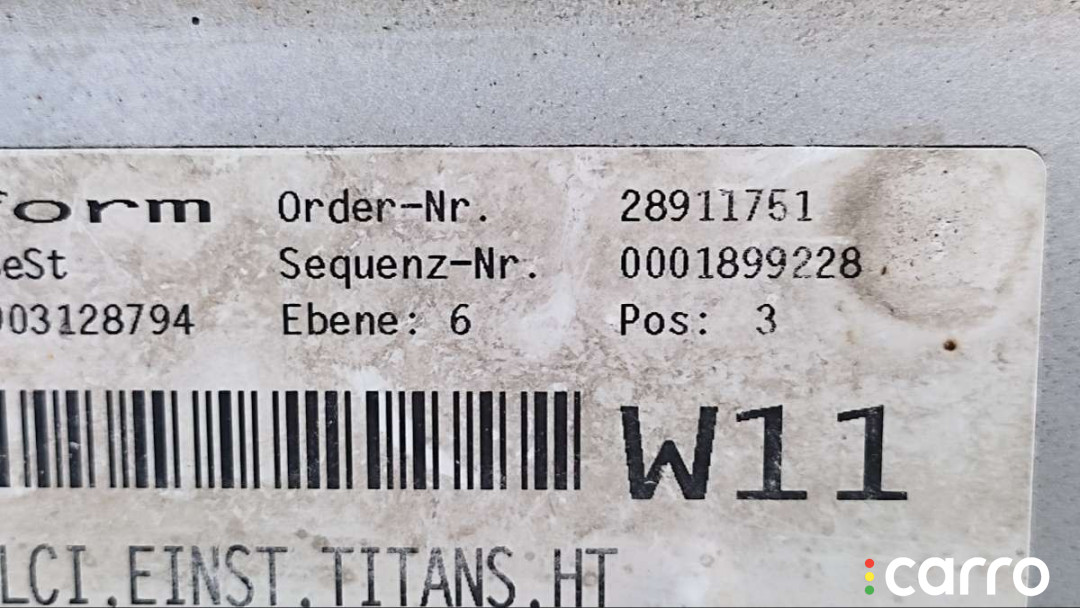 form Order-Nr. 28911751
eSt Sequenz-Nr. 0001899228
003128794 Ebene: 6 Pos: 3
W11
LCI.EINST.TITANS.HT
carro